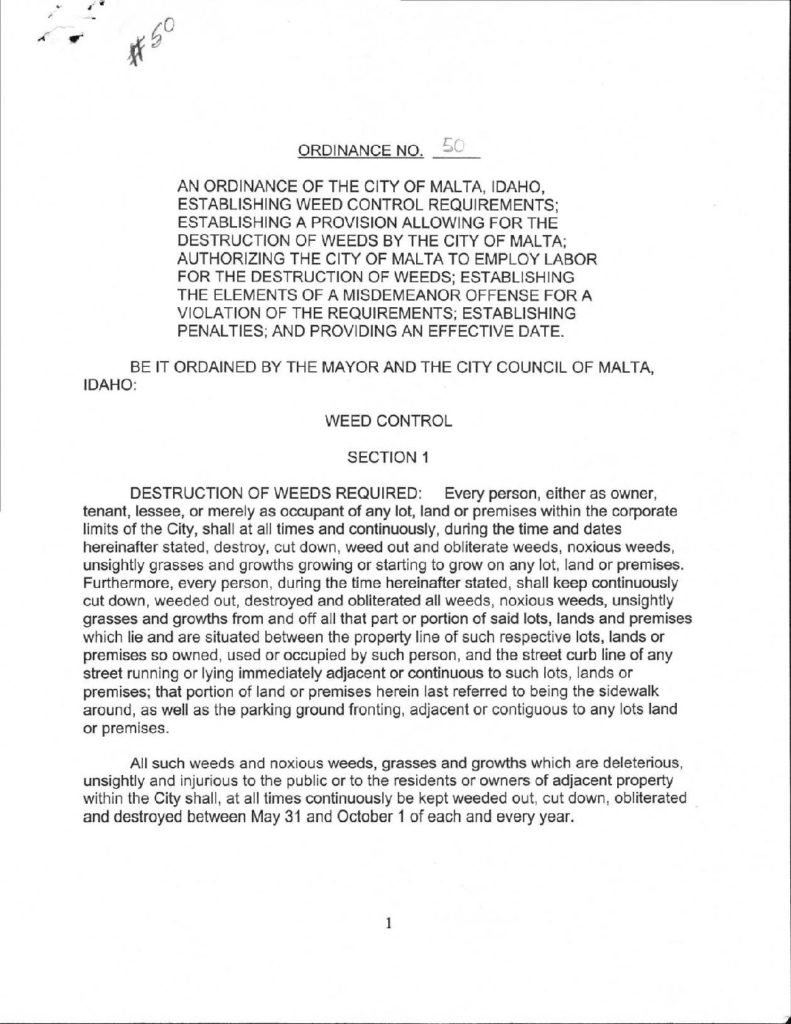 #50
ORDINANCE NO. 50
AN ORDINANCE OF THE CITY OF MALTA, IDAHO,
ESTABLISHING WEED CONTROL REQUIREMENTS;
ESTABLISHING A PROVISION ALLOWING FOR THE
DESTRUCTION OF WEEDS BY THE CITY OF MALTA;
AUTHORIZING THE CITY OF MALTA TO EMPLOY LABOR
FOR THE DESTRUCTION OF WEEDS; ESTABLISHING
THE ELEMENTS OF A MISDEMEANOR OFFENSE FOR A
VIOLATION OF THE REQUIREMENTS; ESTABLISHING
PENALTIES; AND PROVIDING AN EFFECTIVE DATE.
BE IT ORDAINED BY THE MAYOR AND THE CITY COUNCIL OF MALTA,
IDAHO:
WEED CONTROL
SECTION 1
DESTRUCTION OF WEEDS REQUIRED: Every person, either as owner,
tenant, lessee, or merely as occupant of any lot, land or premises within the corporate
limits of the City, shall at all times and continuously, during the time and dates
hereinafter stated, destroy, cut down, weed out and obliterate weeds, noxious weeds,
unsightly grasses and growths growing or starting to grow on any lot, land or premises.
Furthermore, every person, during the time hereinafter stated, shall keep continuously
cut down, weeded out, destroyed and obliterated all weeds, noxious weeds, unsightly
grasses and growths from and off all that part or portion of said lots, lands and premises
which lie and are situated between the property line of such respective lots, lands or
premises so owned, used or occupied by such person, and the street curb line of any
street running or lying immediately adjacent or continuous to such lots, lands or
premises; that portion of land or premises herein last referred to being the sidewalk
around, as well as the parking ground fronting, adjacent or contiguous to any lots land
or premises.
All such weeds and noxious weeds, grasses and growths which are deleterious,
unsightly and injurious to the public or to the residents or owners of adjacent property
within the City shall, at all times continuously be kept weeded out, cut down, obliterated
and destroyed between May 31 and October 1 of each and every year.
1